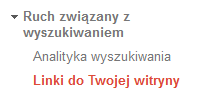 Ruch związany z
wyszukiwaniem
Analityka wyszukiwania
Linki do Twojej witryny